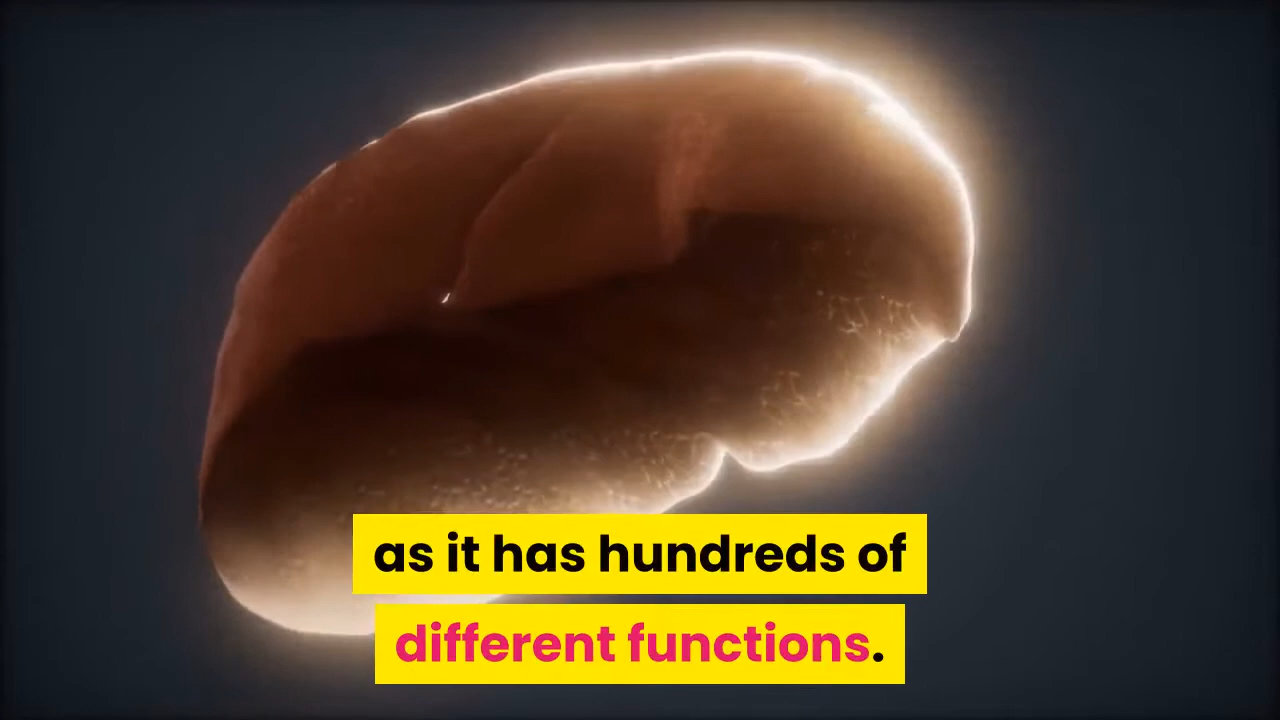 as it has hundreds of
different functions.